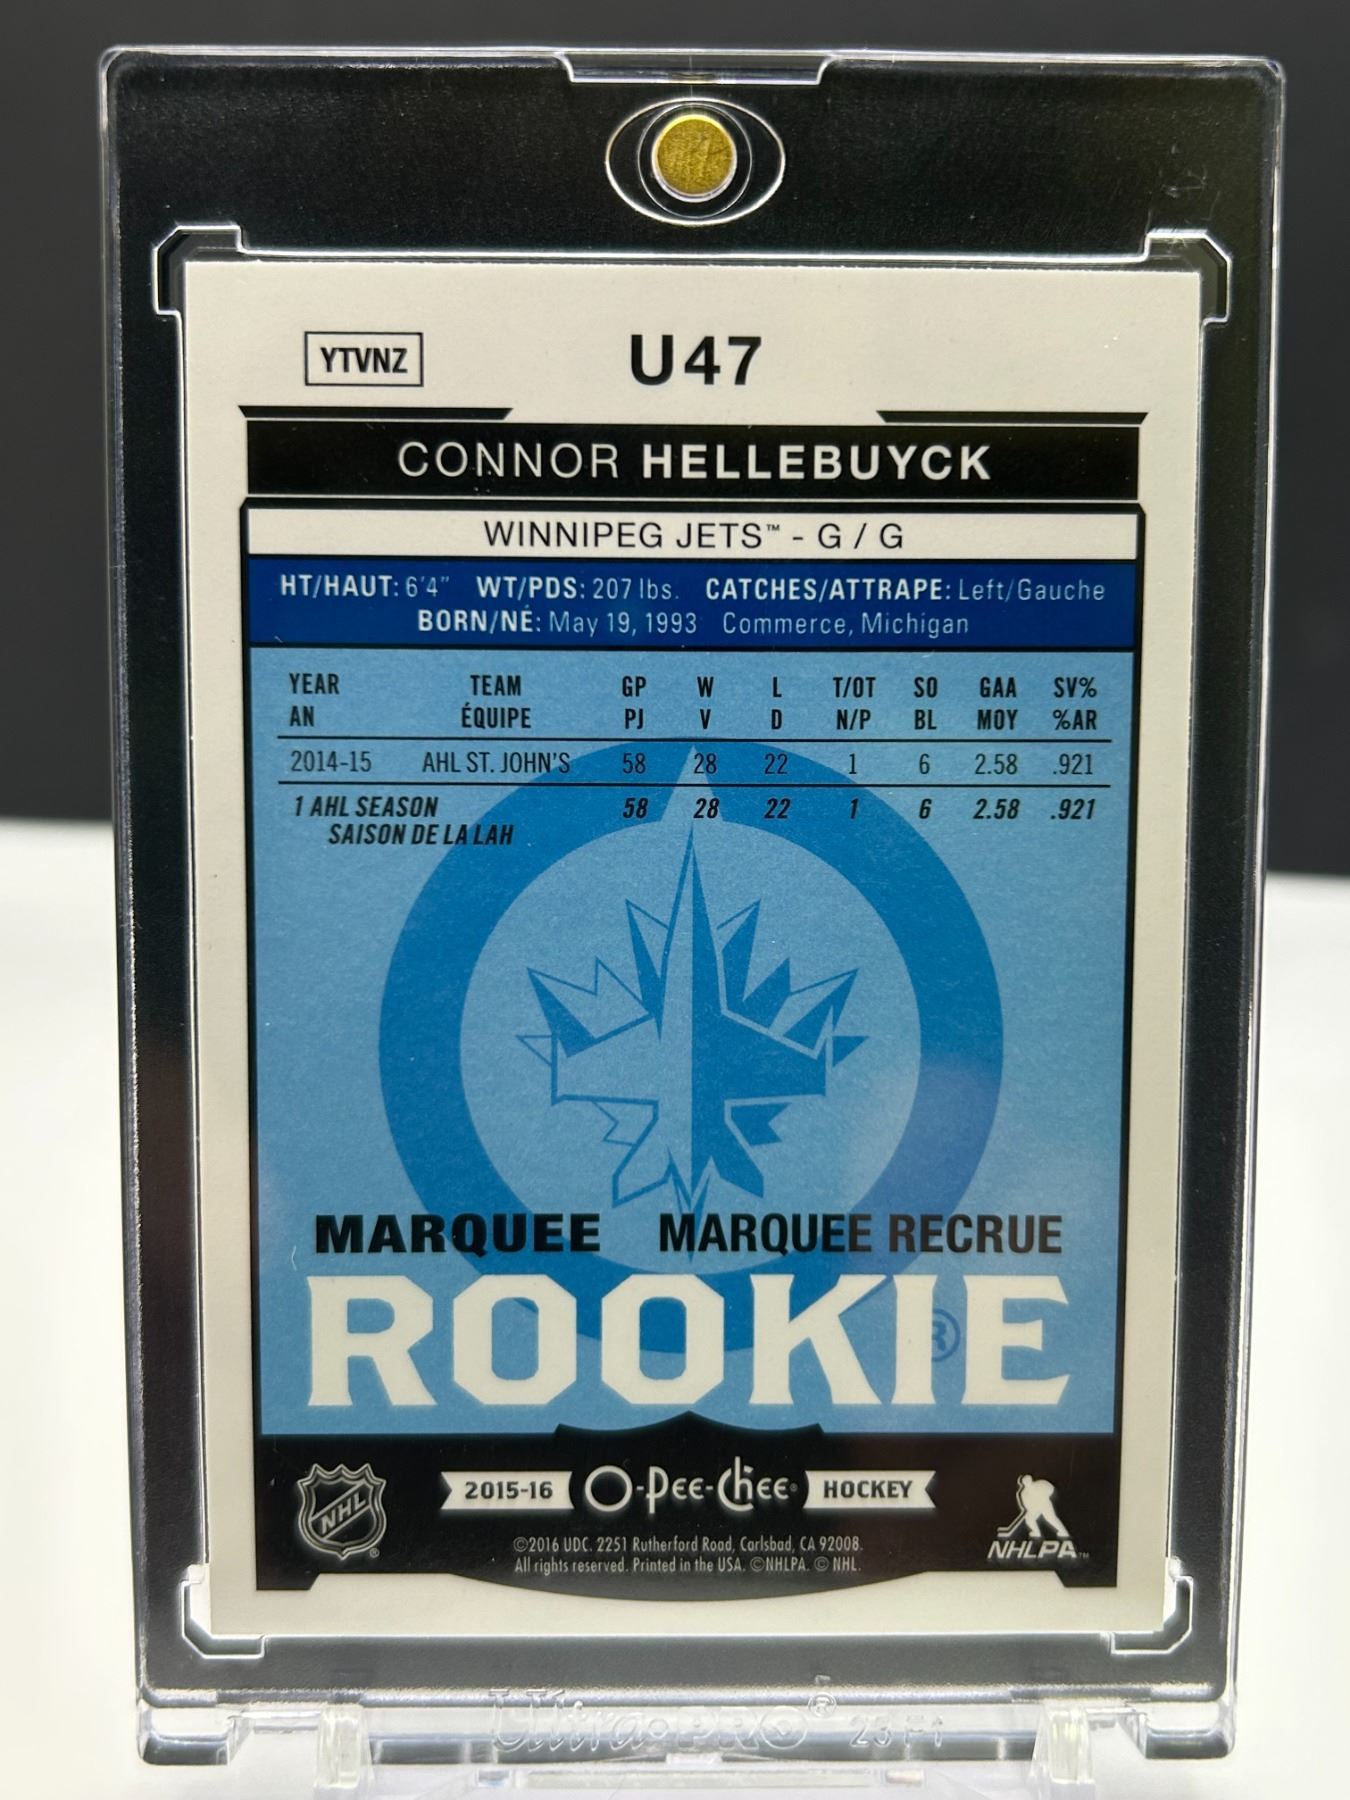 YTVNZ
U47
CONNOR HELLEBUYCK
WINNIPEG JETS™ - G / G
HT/HAUT: 6'4" WT/PDS: 207 lbs. CATCHES/ATTRAPE: Left/Gauche
BORN/NÉ: May 19, 1993 Commerce, Michigan
YEAR TEAM GP W L T/OT SO GAA SV%
AN ÉQUIPE PJ V D N/P BL MOY %AR
2014-15 AHL ST. JOHN'S 58 28 22 1 6 2.58 .921
1 AHL SEASON 58 28 22 1 6 2.58 .921
SAISON DE LA LAH
MARQUEE MARQUEE RECRUE
ROOKIE
®
NHL ®
2015-16 O-Pee-Chee® HOCKEY
NHLPA™
©2016 UDC. 2251 Rutherford Road, Carlsbad, CA 92008.
All rights reserved. Printed in the USA. ©NHLPA. © NHL.
Ultra•PRO® 23F1